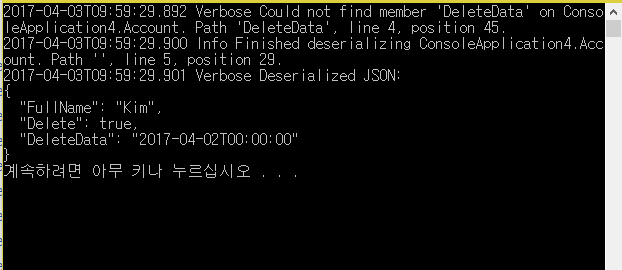 2017-04-03T09:59:29.892 Verbose Could not find member 'DeleteData' on Conso
leApplication4.Account. Path 'DeleteData', line 4, position 45.
2017-04-03T09:59:29.900 Info Finished deserializing ConsoleApplication4.Acc
ount. Path '', line 5, position 29.
2017-04-03T09:59:29.901 Verbose Deserialized JSON:
{
  "FullName": "Kim",
  "Delete": true,
  "DeleteData": "2017-04-02T00:00:00"
}
계속하려면 아무 키나 누르십시오 . . .